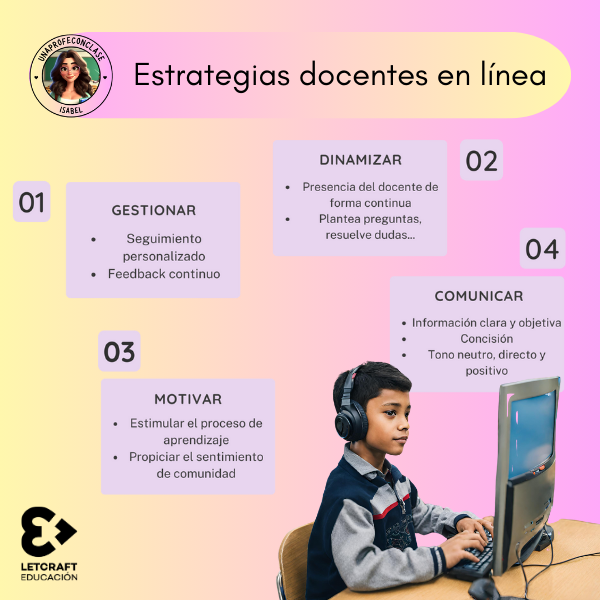 UNAPROFECONCLASE
ISABEL
Estrategias docentes en línea
01
GESTIONAR
• Seguimiento
personalizado
• Feedback continuo
02
DINAMIZAR
• Presencia del docente de
forma continua
• Plantea preguntas,
resuelve dudas...
03
MOTIVAR
• Estimular el proceso de
aprendizaje
• Propiciar el sentimiento
de comunidad
04
COMUNICAR
• Información clara y objetiva
• Concisión
• Tono neutro, directo y
positivo
LETCRAFT
EDUCACIÓN